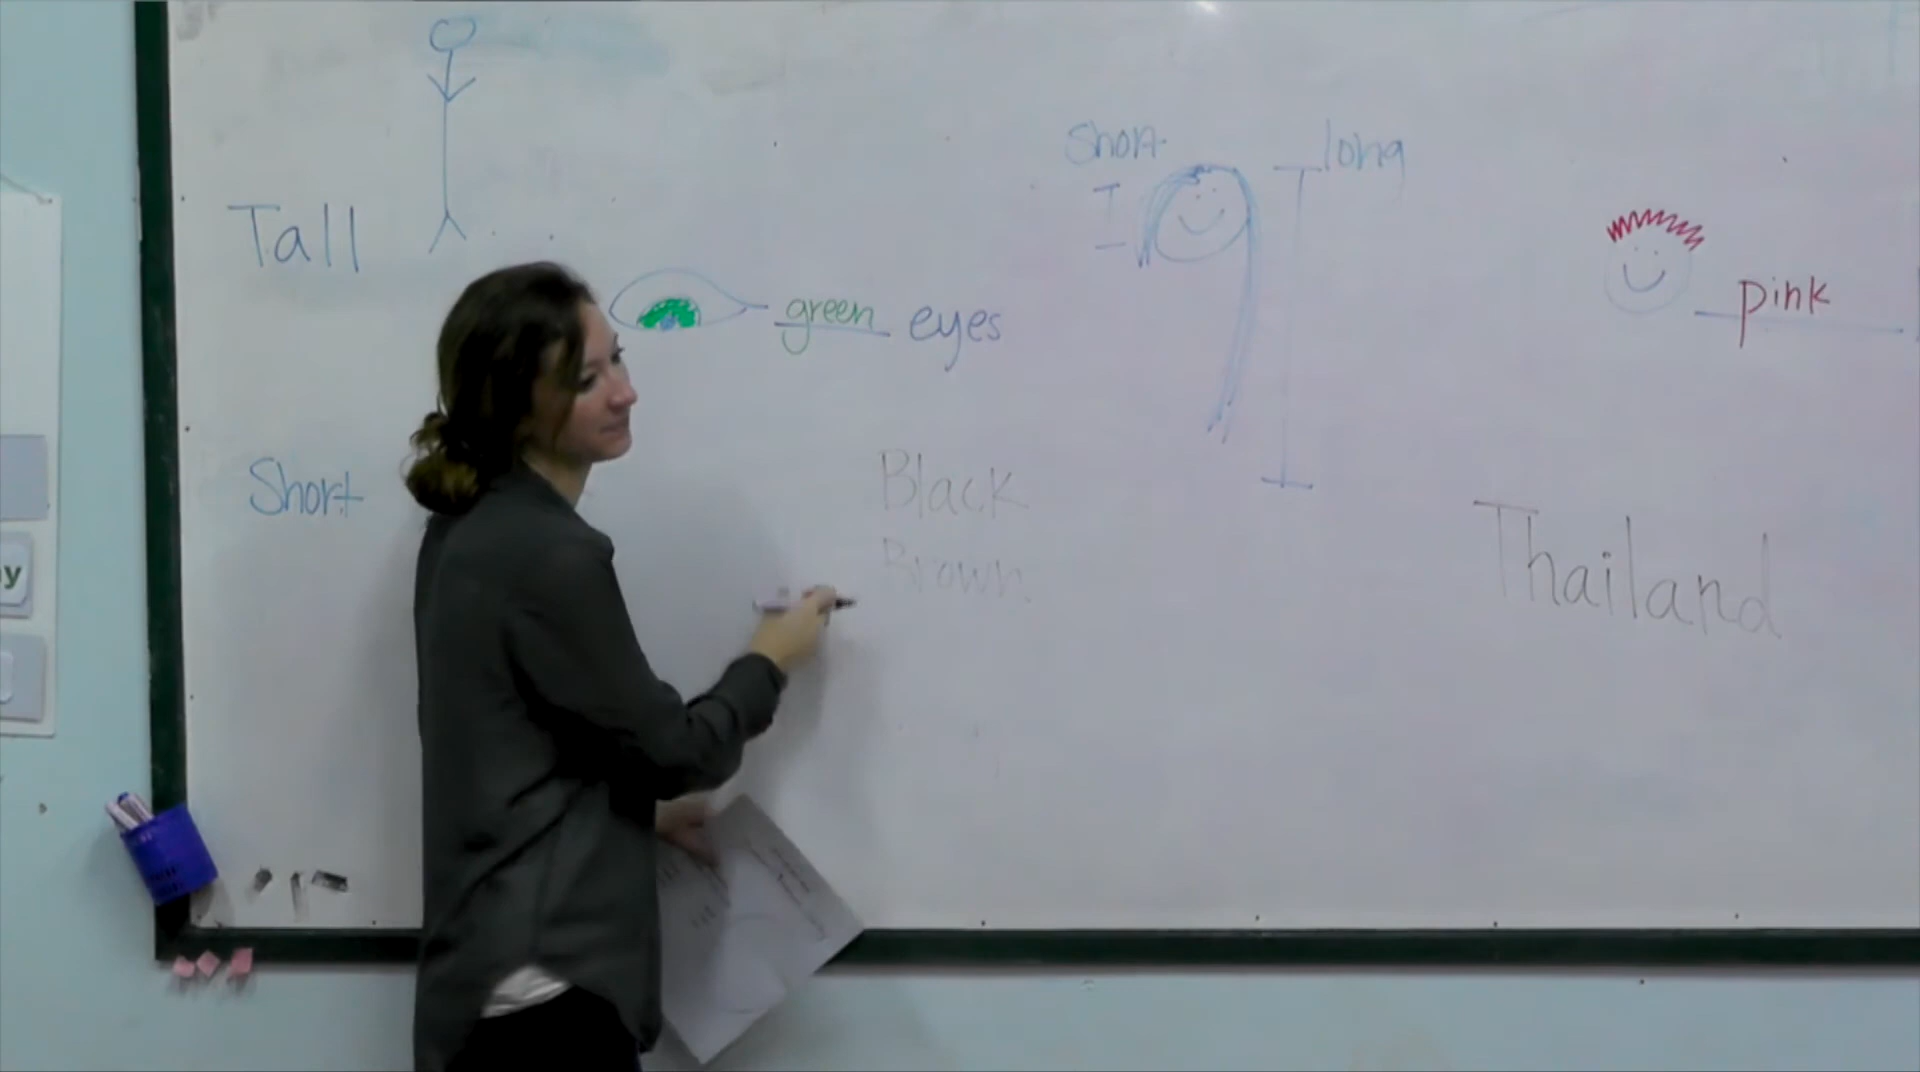 Tall
green eyes
Short
short
long
pink
Black
Brown
Thailand
y